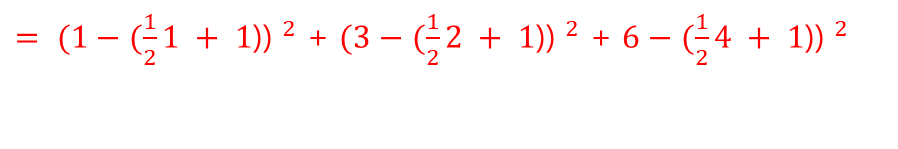 = (1 − (½1 + 1)) ² + (3 − (½2 + 1)) ² + 6 − (½4 + 1)) ²